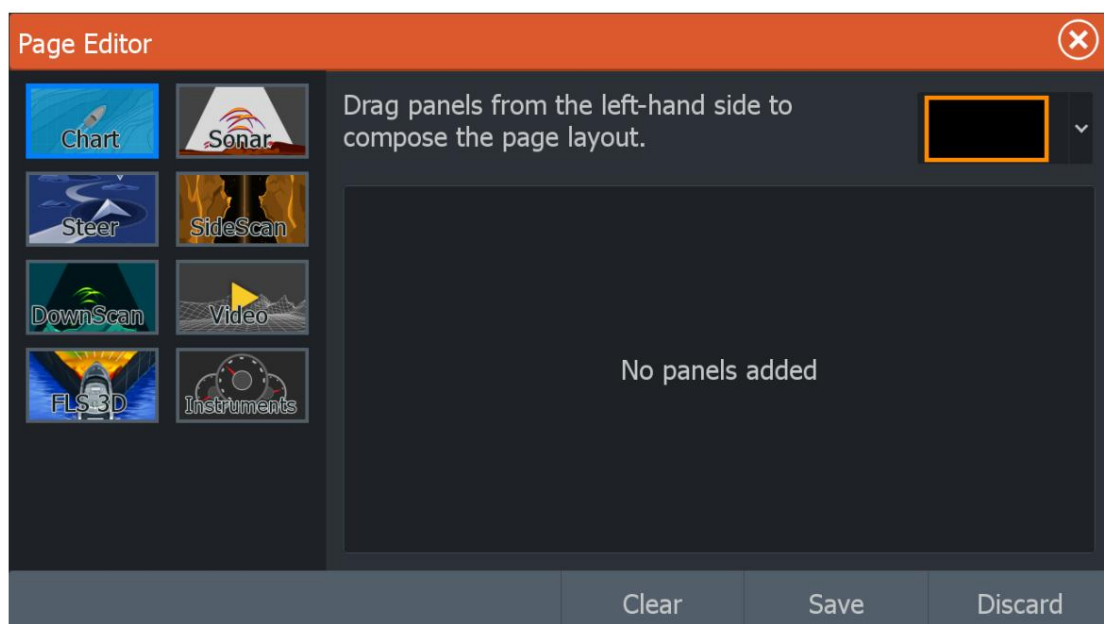 Page Editor
Chart
Sonar
Drag panels from the left-hand side to
compose the page layout.
Steer
SideScan
DownScan
Video
FLS 3D
Instruments
No panels added
Clear
Save
Discard